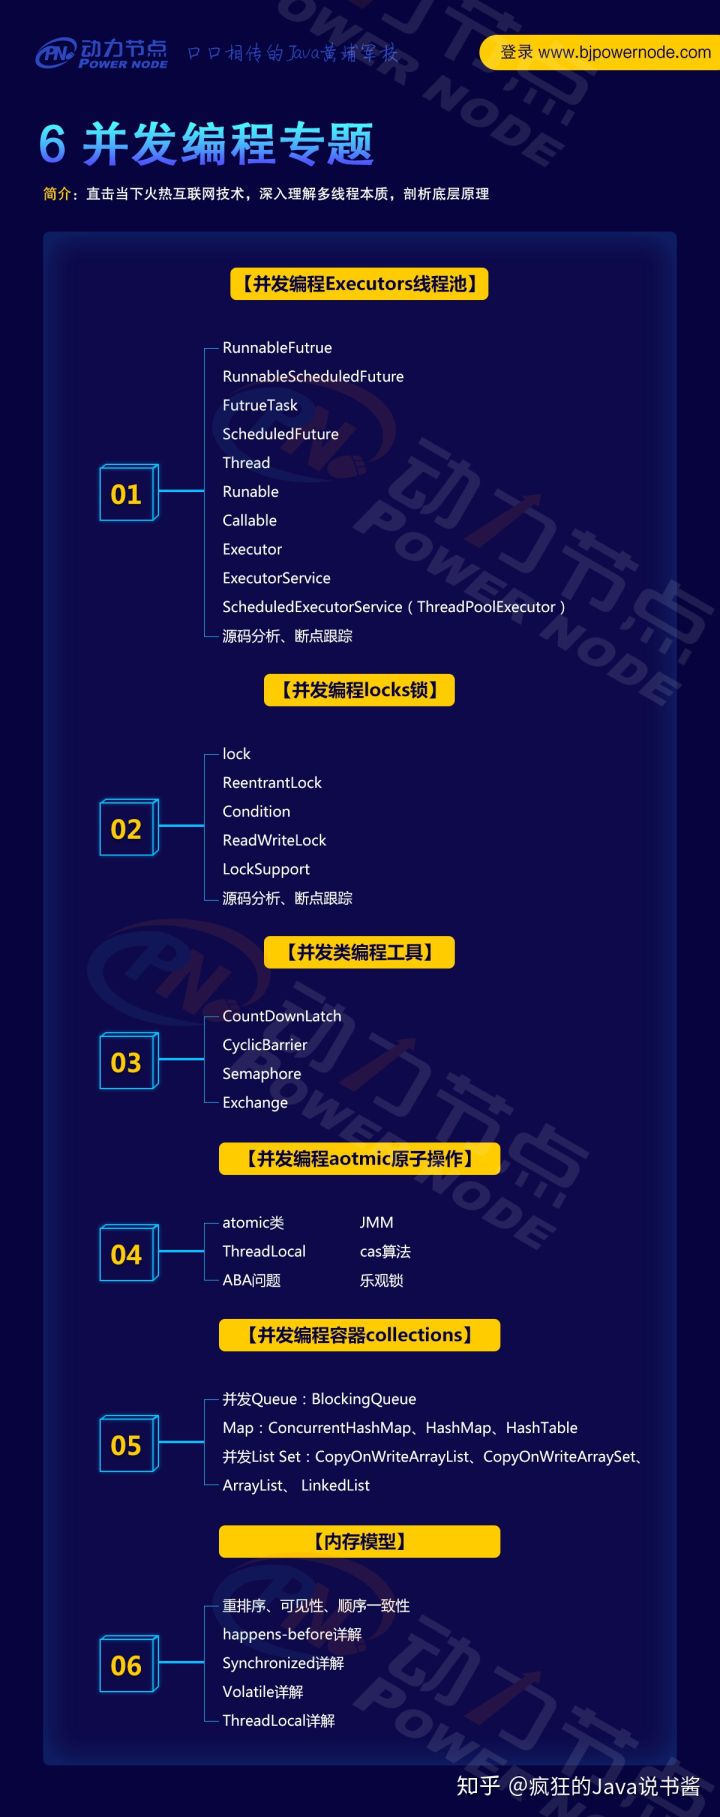 PN 动力节点
POWER NODE
口口相传的Java黄埔军校
登录 www.bjpowernode.com
6 并发编程专题
简介：直击当下火热互联网技术，深入理解多线程本质，剖析底层原理
【并发编程Executors线程池】
01
RunnableFutrue
RunnableScheduledFuture
FutrueTask
ScheduledFuture
Thread
Runable
Callable
Executor
ExecutorService
ScheduledExecutorService（ThreadPoolExecutor）
源码分析、断点跟踪
【并发编程locks锁】
02
lock
ReentrantLock
Condition
ReadWriteLock
LockSupport
源码分析、断点跟踪
【并发类编程工具】
03
CountDownLatch
CyclicBarrier
Semaphore
Exchange
【并发编程aotmic原子操作】
04
atomic类 JMM
ThreadLocal cas算法
ABA问题 乐观锁
【并发编程容器collections】
05
并发Queue：BlockingQueue
Map：ConcurrentHashMap、HashMap、HashTable
并发List Set：CopyOnWriteArrayList、CopyOnWriteArraySet、
ArrayList、 LinkedList
【内存模型】
06
重排序、可见性、顺序一致性
happens-before详解
Synchronized详解
Volatile详解
ThreadLocal详解
知乎 @疯狂的Java说书酱